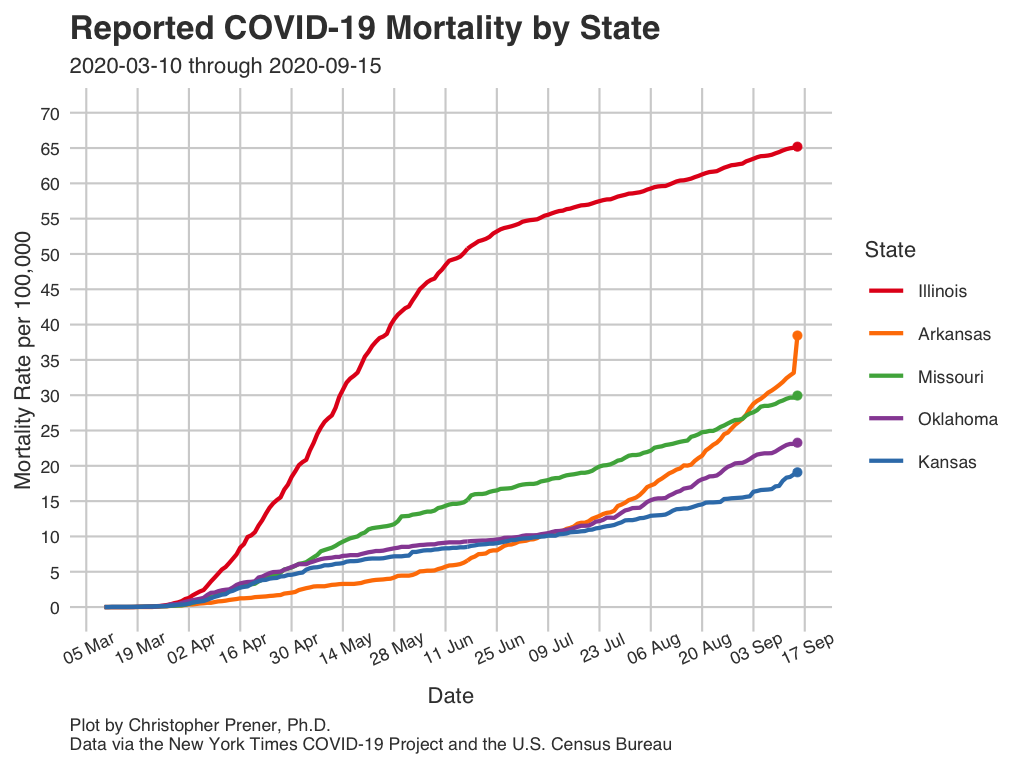 Reported COVID-19 Mortality by State
2020-03-10 through 2020-09-15
Mortality Rate per 100,000
70
65
60
55
50
45
40
35
30
25
20
15
10
5
0
05 Mar
19 Mar
02 Apr
16 Apr
30 Apr
14 May
28 May
11 Jun
25 Jun
09 Jul
23 Jul
06 Aug
20 Aug
03 Sep
17 Sep
Date
State
Illinois
Arkansas
Missouri
Oklahoma
Kansas
Plot by Christopher Prener, Ph.D.
Data via the New York Times COVID-19 Project and the U.S. Census Bureau